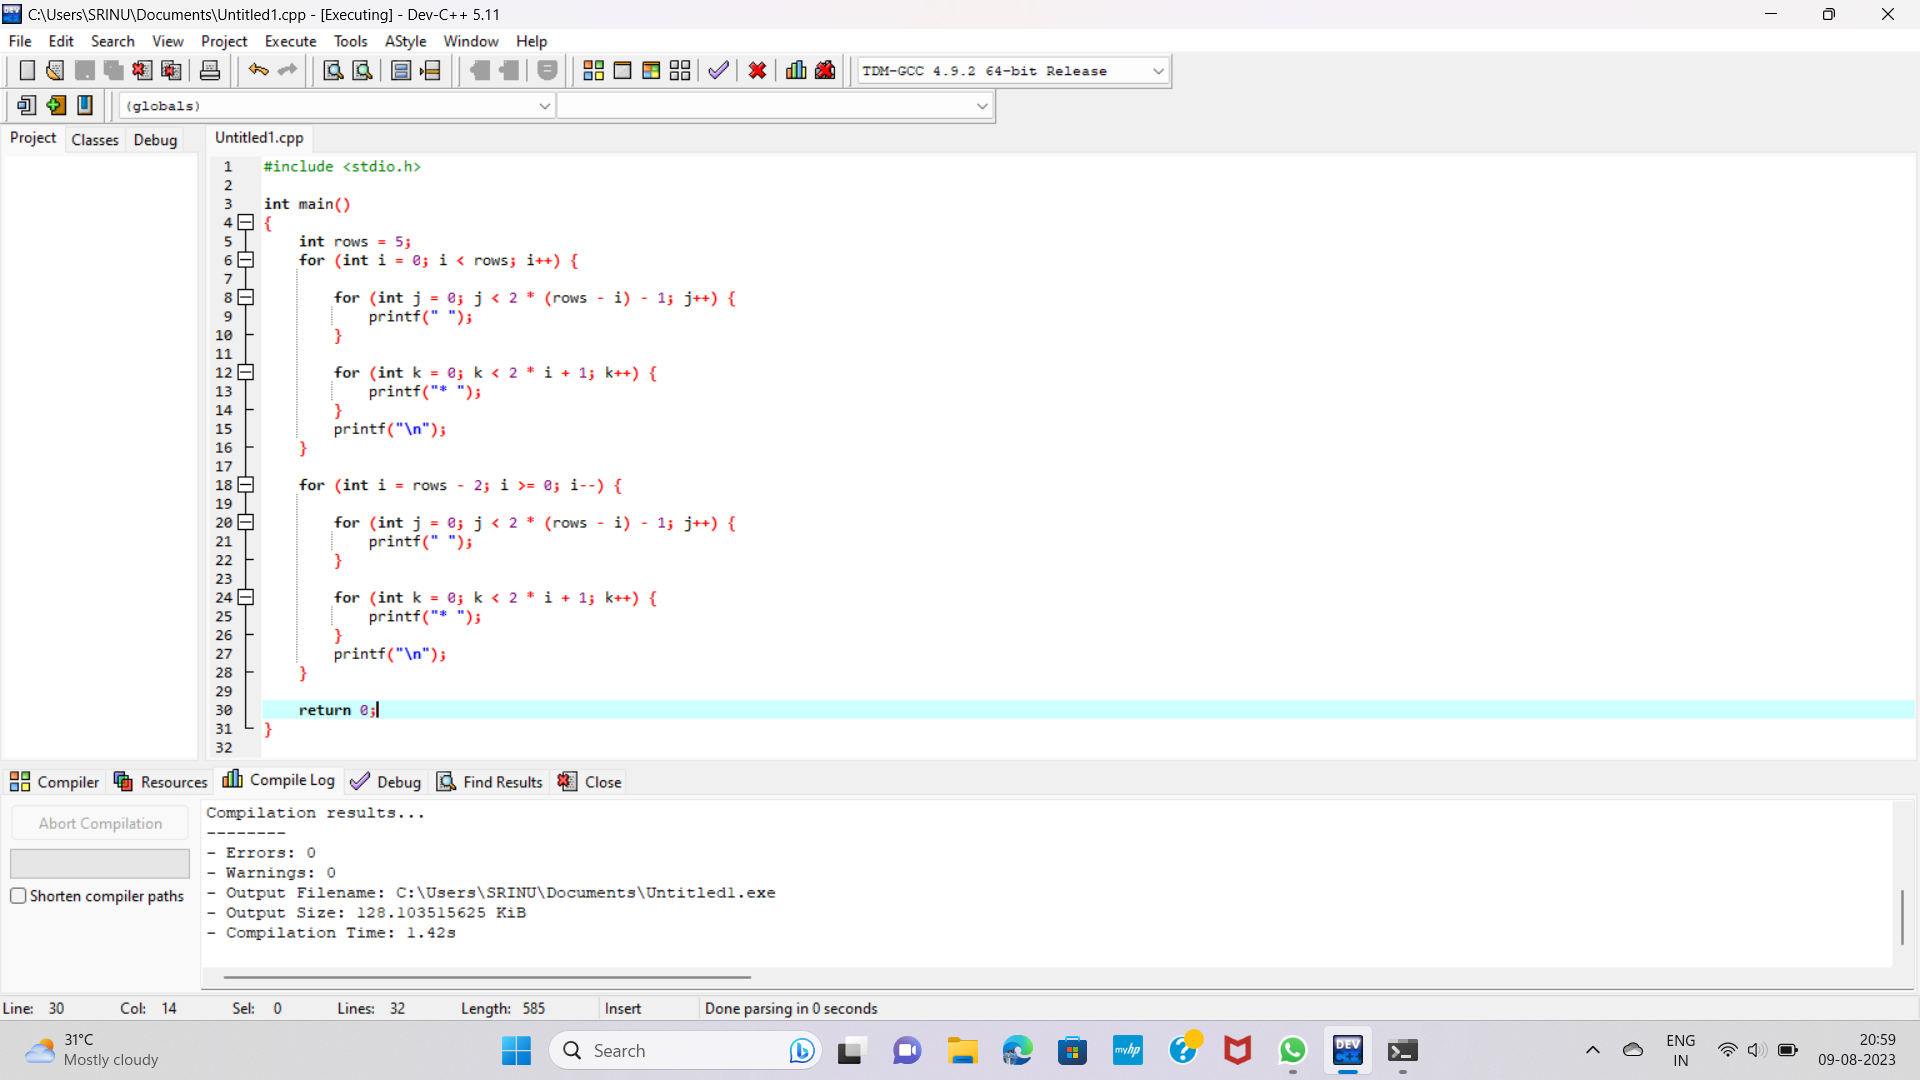 C:\Users\SRINU\Documents\Untitled1.cpp - [Executing] - Dev-C++ 5.11
File Edit Search View Project Execute Tools AStyle Window Help
TDM-GCC 4.9.2 64-bit Release
(globals)
Project Classes Debug
Untitled1.cpp
1 #include <stdio.h>
2
3 int main()
4 {
5     int rows = 5;
6     for (int i = 0; i < rows; i++) {
7
8         for (int j = 0; j < 2 * (rows - i) - 1; j++) {
9             printf(" ");
10         }
11
12         for (int k = 0; k < 2 * i + 1; k++) {
13             printf("* ");
14         }
15         printf("\n");
16     }
17
18     for (int i = rows - 2; i >= 0; i--) {
19
20         for (int j = 0; j < 2 * (rows - i) - 1; j++) {
21             printf(" ");
22         }
23
24         for (int k = 0; k < 2 * i + 1; k++) {
25             printf("* ");
26         }
27         printf("\n");
28     }
29
30     return 0;
31 }
32
Compiler Resources Compile Log Debug Find Results Close
Abort Compilation
Shorten compiler paths
Compilation results...
--------
- Errors: 0
- Warnings: 0
- Output Filename: C:\Users\SRINU\Documents\Untitled1.exe
- Output Size: 128.103515625 KiB
- Compilation Time: 1.42s
Line: 30 Col: 14 Sel: 0 Lines: 32 Length: 585 Insert Done parsing in 0 seconds
31°C
Mostly cloudy
Search
myhp
DEV
C++
ENG
IN
20:59
09-08-2023